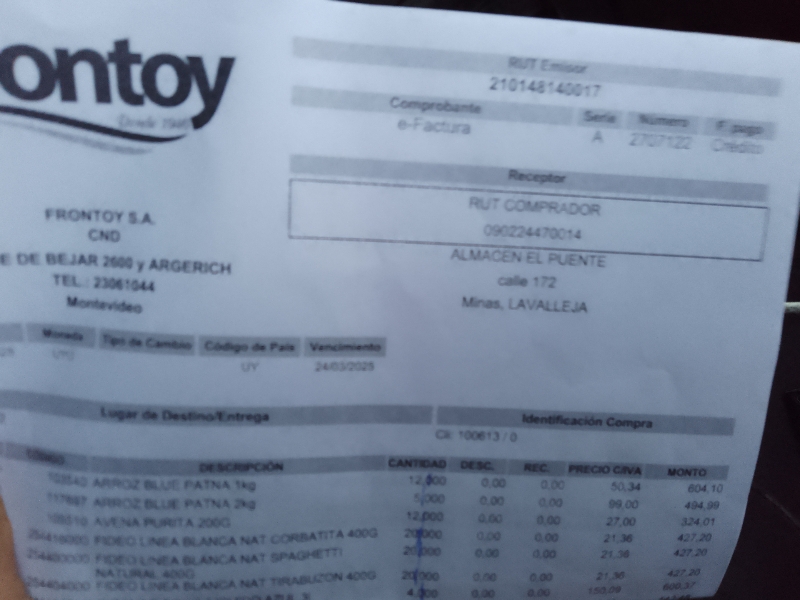 ontoy
Desde
RUT Emisor
210148140017
Comprobante Serie Número F. pago
e-Factura A 2707122 Crédito
Receptor
RUT COMPRADOR
090224470014
ALMACEN EL PUENTE
calle 172
Minas, LAVALLEJA
FRONTOY S.A.
CND
E DE BEJAR 2600 y ARGERICH
TEL.: 23061044
Montevideo
Moneda Tipo de Cambio Código de País Vencimiento
UYU UY 24/03/2025
Lugar de Destino/Entrega Identificación Compra
Cli: 100613 / 0
DESCRIPCIÓN CANTIDAD DESC. REC. PRECIO C/IVA MONTO
ARROZ BLUE PATNA 1kg 12,000 0,00 0,00 50,34 604,10
ARROZ BLUE PATNA 2kg 5,000 0,00 0,00 99,00 494,99
AVENA PURITA 200G 12,000 0,00 0,00 27,00 324,01
FIDEO LINEA BLANCA NAT CORBATITA 400G 20,000 0,00 0,00 21,36 427,20
FIDEO LINEA BLANCA NAT SPAGHETTI 20,000 0,00 0,00 21,36 427,20
NATURAL 400G
FIDEO LINEA BLANCA NAT TIRABUZON 400G 20,000 0,00 0,00 21,36 427,20
4,000 0,00 0,00